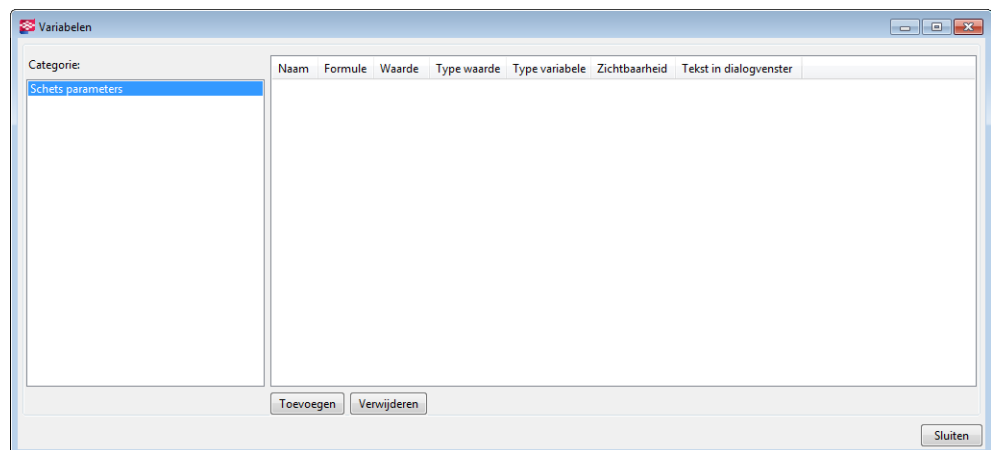 Variabelen
Categorie:
Schets parameters
Naam Formule Waarde Type waarde Type variabele Zichtbaarheid Tekst in dialogvenster
Toevoegen Verwijderen
Sluiten